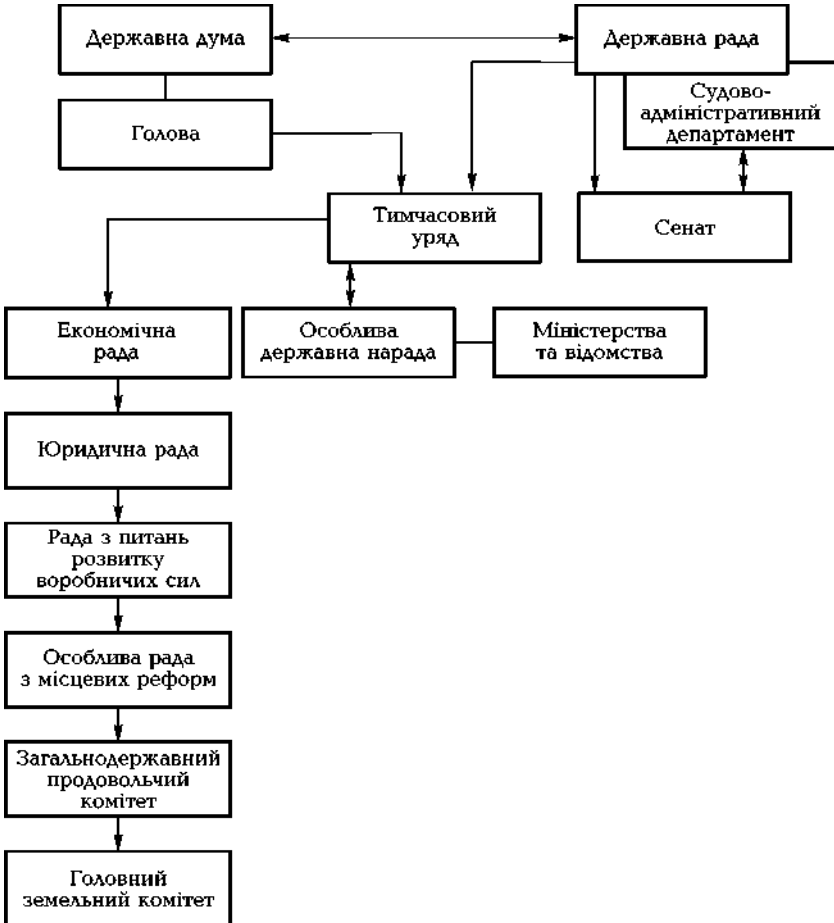 Державна дума
Державна рада
Судово-
адміністративний
департамент
Голова
Тимчасовий
уряд
Сенат
Економічна
рада
Особлива
державна нарада
Міністерства
та відомства
Юридична рада
Рада з питань
розвитку
воробничих сил
Особлива рада
з місцевих реформ
Загальнодержавний
продовольчий
комітет
Головний
земельний комітет